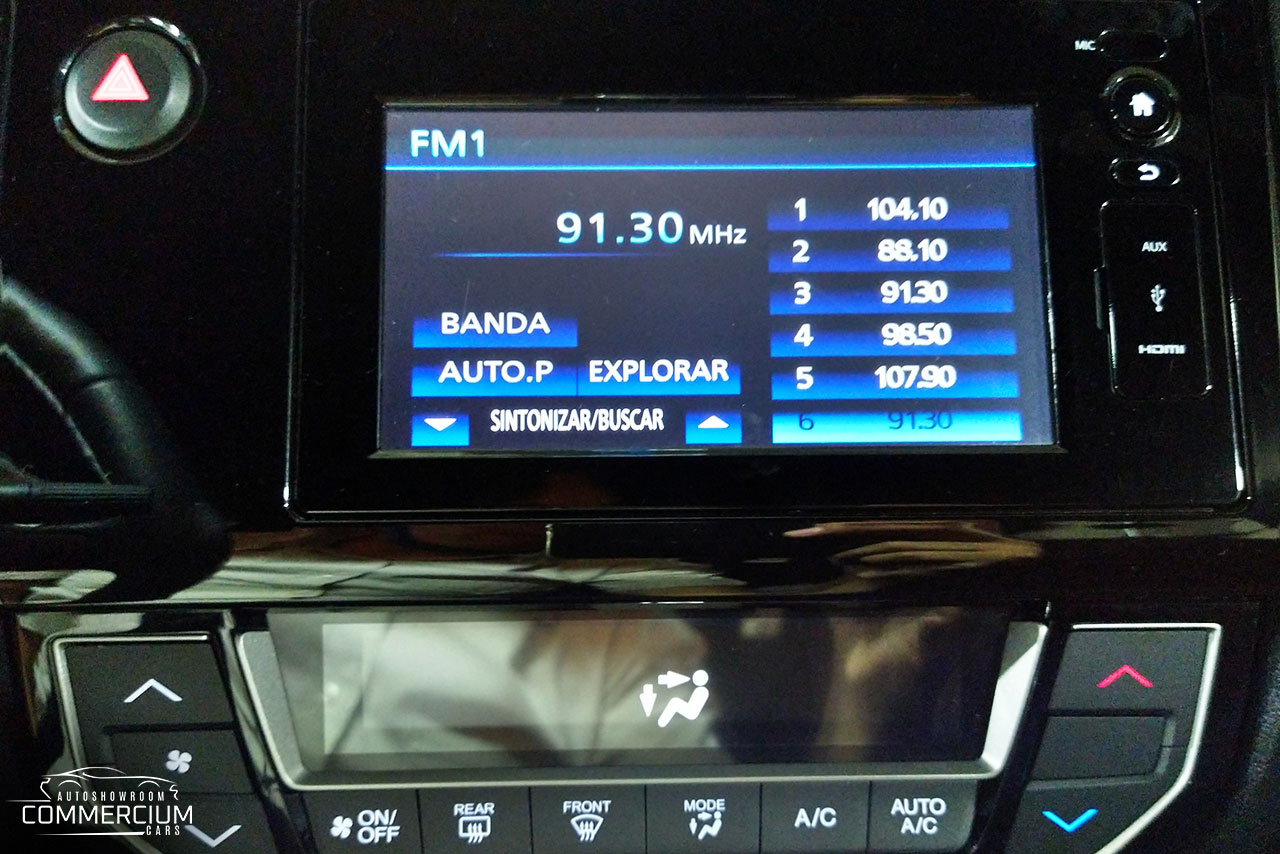 MIC
FM1
91.30 MHz
1 104.10
2 88.10
3 91.30
4 98.50
5 107.90
6 91.30
BANDA
AUTO.P EXPLORAR
SINTONIZAR/BUSCAR
AUX
HDMI
ON/
OFF
REAR
FRONT
MODE
A/C
AUTO
A/C
AUTOSHOWROOM
COMMERCIUM
CARS